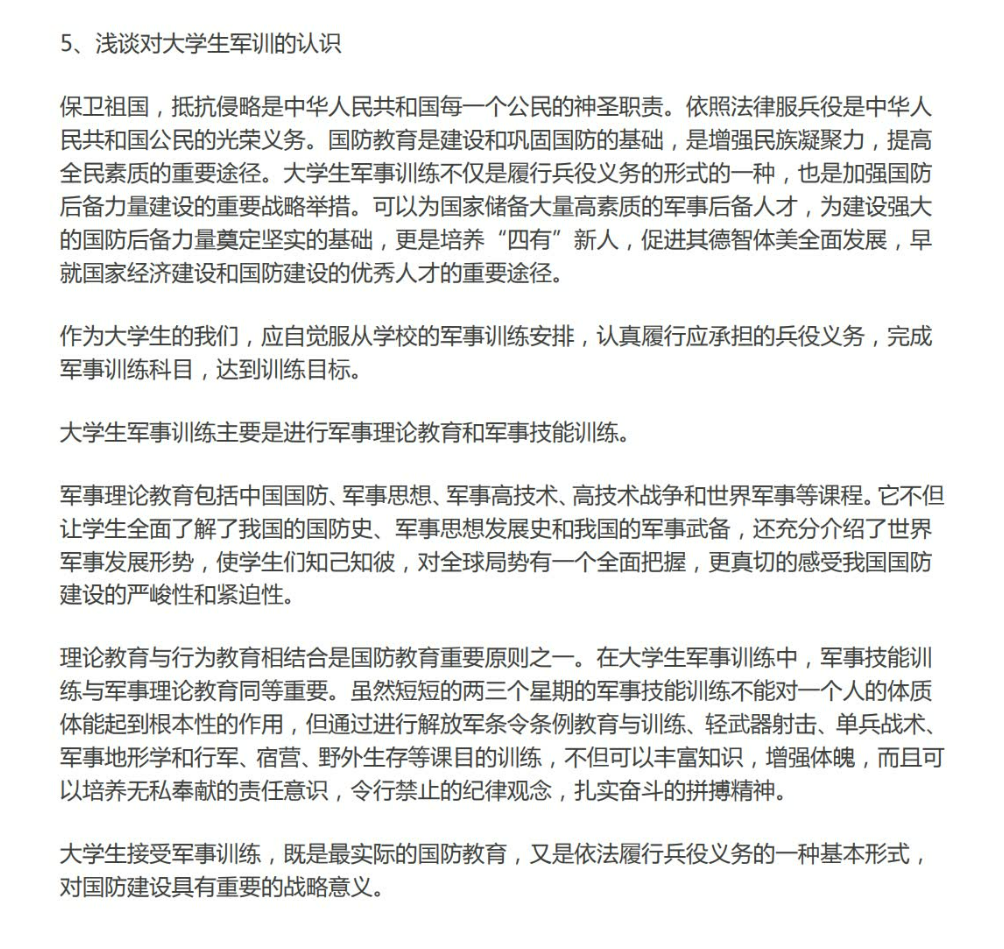 5、浅谈对大学生军训的认识
保卫祖国，抵抗侵略是中华人民共和国每一个公民的神圣职责。依照法律服兵役是中华人
民共和国公民的光荣义务。国防教育是建设和巩固国防的基础，是增强民族凝聚力，提高
全民素质的重要途径。大学生军事训练不仅是履行兵役义务的形式的一种，也是加强国防
后备力量建设的重要战略举措。可以为国家储备大量高素质的军事后备人才，为建设强大
的国防后备力量奠定坚实的基础，更是培养“四有”新人，促进其德智体美全面发展，早
就国家经济建设和国防建设的优秀人才的重要途径。
作为大学生的我们，应自觉服从学校的军事训练安排，认真履行应承担的兵役义务，完成
军事训练科目，达到训练目标。
大学生军事训练主要是进行军事理论教育和军事技能训练。
军事理论教育包括中国国防、军事思想、军事高技术、高技术战争和世界军事等课程。它不但
让学生全面了解了我国的国防史、军事思想发展史和我国的军事武备，还充分介绍了世界
军事发展形势，使学生们知己知彼，对全球局势有一个全面把握，更真切的感受我国国防
建设的严峻性和紧迫性。
理论教育与行为教育相结合是国防教育重要原则之一。在大学生军事训练中，军事技能训
练与军事理论教育同等重要。虽然短短的两三个星期的军事技能训练不能对一个人的体质
体能起到根本性的作用，但通过进行解放军条令条例教育与训练、轻武器射击、单兵战术、
军事地形学和行军、宿营、野外生存等课目的训练，不但可以丰富知识，增强体魄，而且可
以培养无私奉献的责任意识，令行禁止的纪律观念，扎实奋斗的拼搏精神。
大学生接受军事训练，既是最实际的国防教育，又是依法履行兵役义务的一种基本形式，
对国防建设具有重要的战略意义。